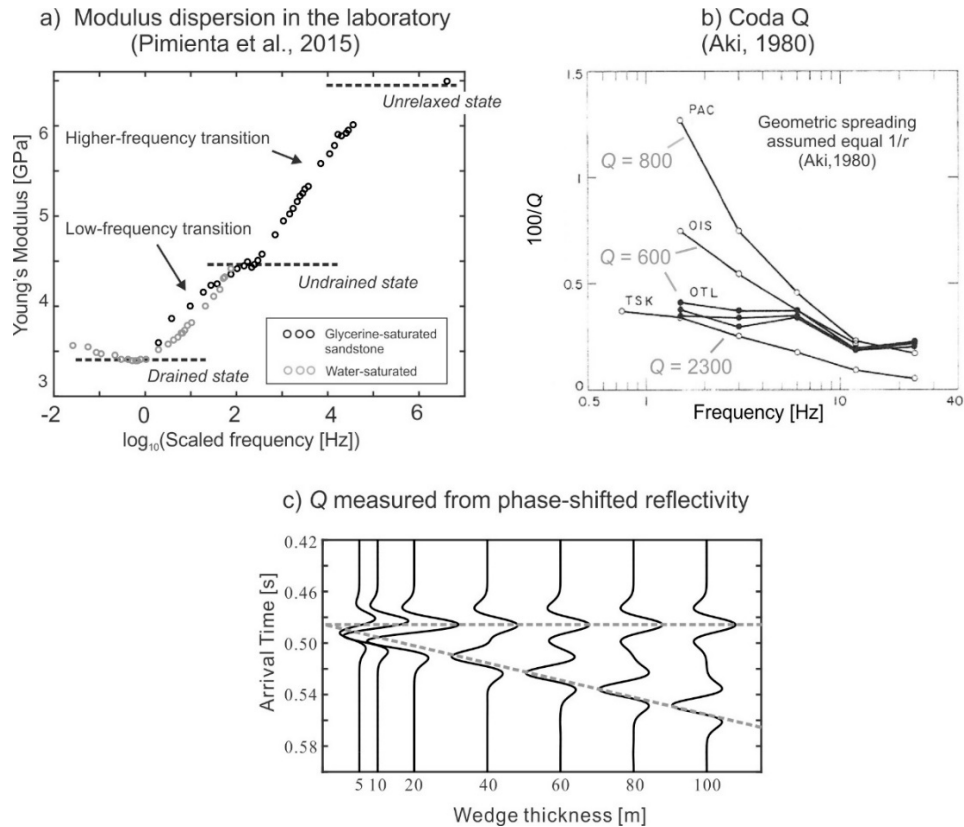 a) Modulus dispersion in the laboratory
(Pimienta et al., 2015)
Young's Modulus [GPa]
6
5
4
3
Higher-frequency transition
Low-frequency transition
Unrelaxed state
Undrained state
Drained state
Glycerine-saturated
sandstone
Water-saturated
-2
0
2
4
6
log₁₀(Scaled frequency [Hz])
b) Coda Q
(Aki, 1980)
100/Q
1.5
1
0.5
0
PAC
Q = 800
Geometric spreading
assumed equal 1/r
(Aki,1980)
OIS
Q = 600
OTL
TSK
Q = 2300
0.5
1
10
40
Frequency [Hz]
c) Q measured from phase-shifted reflectivity
Arrival Time [s]
0.42
0.46
0.50
0.54
0.58
5
10
20
40
60
80
100
Wedge thickness [m]